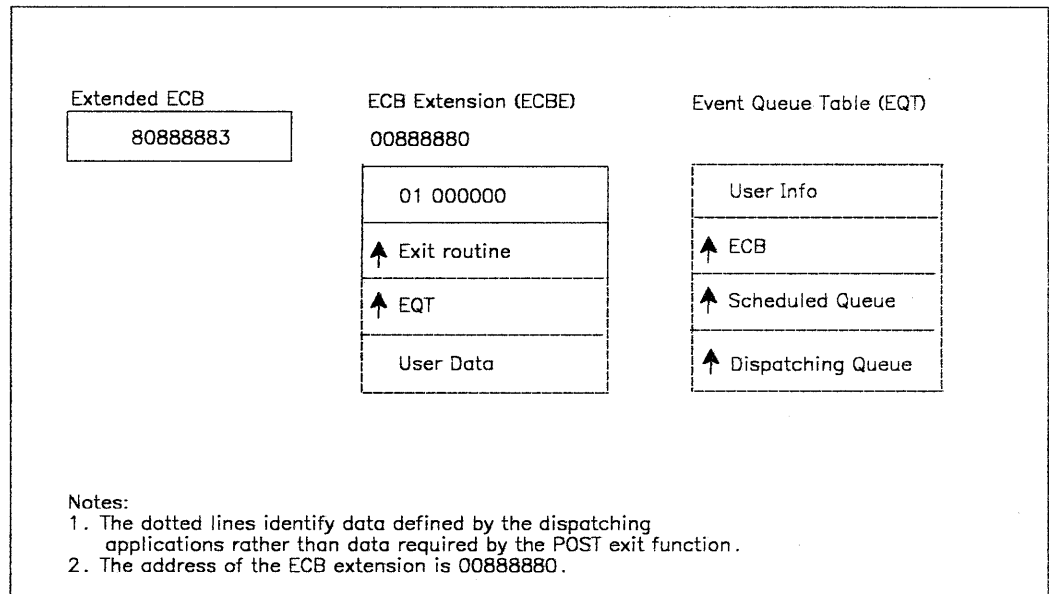 Extended ECB
80888883
ECB Extension (ECBE)
00888880
01 000000
Exit routine
EQT
User Data
Event Queue Table (EQT)
User Info
ECB
Scheduled Queue
Dispatching Queue
Notes:
1. The dotted lines identify data defined by the dispatching
applications rather than data required by the POST exit function.
2. The address of the ECB extension is 00888880.